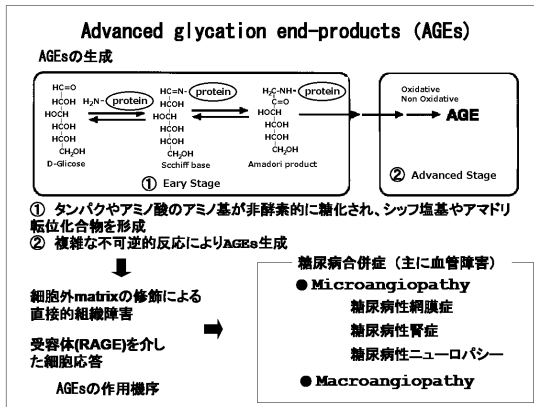 Advanced glycation end-products (AGEs)
AGEsの生成
HC=O
HCOH
HOCH
HCOH
HCOH
CH₂OH
D-Glicose
H₂N-protein
HC=N-protein
HCOH
HOCH
HCOH
HCOH
CH₂OH
Scchiff base
H₂C-NH-protein
C=O
HOCH
HCOH
HCOH
CH₂OH
Amadori product
① Eary Stage
Oxidative
Non Oxidative
AGE
② Advanced Stage
① タンパクやアミノ酸のアミノ基が非酵素的に糖化され、シッフ塩基やアマドリ
転位化合物を形成
② 複雑な不可逆的反応によりAGEs生成
細胞外matrixの修飾による
直接的組織障害
受容体(RAGE)を介し
た細胞応答
AGEsの作用機序
糖尿病合併症（主に血管障害）
● Microangiopathy
糖尿病性網膜症
糖尿病性腎症
糖尿病性ニューロパシー
● Macroangiopathy